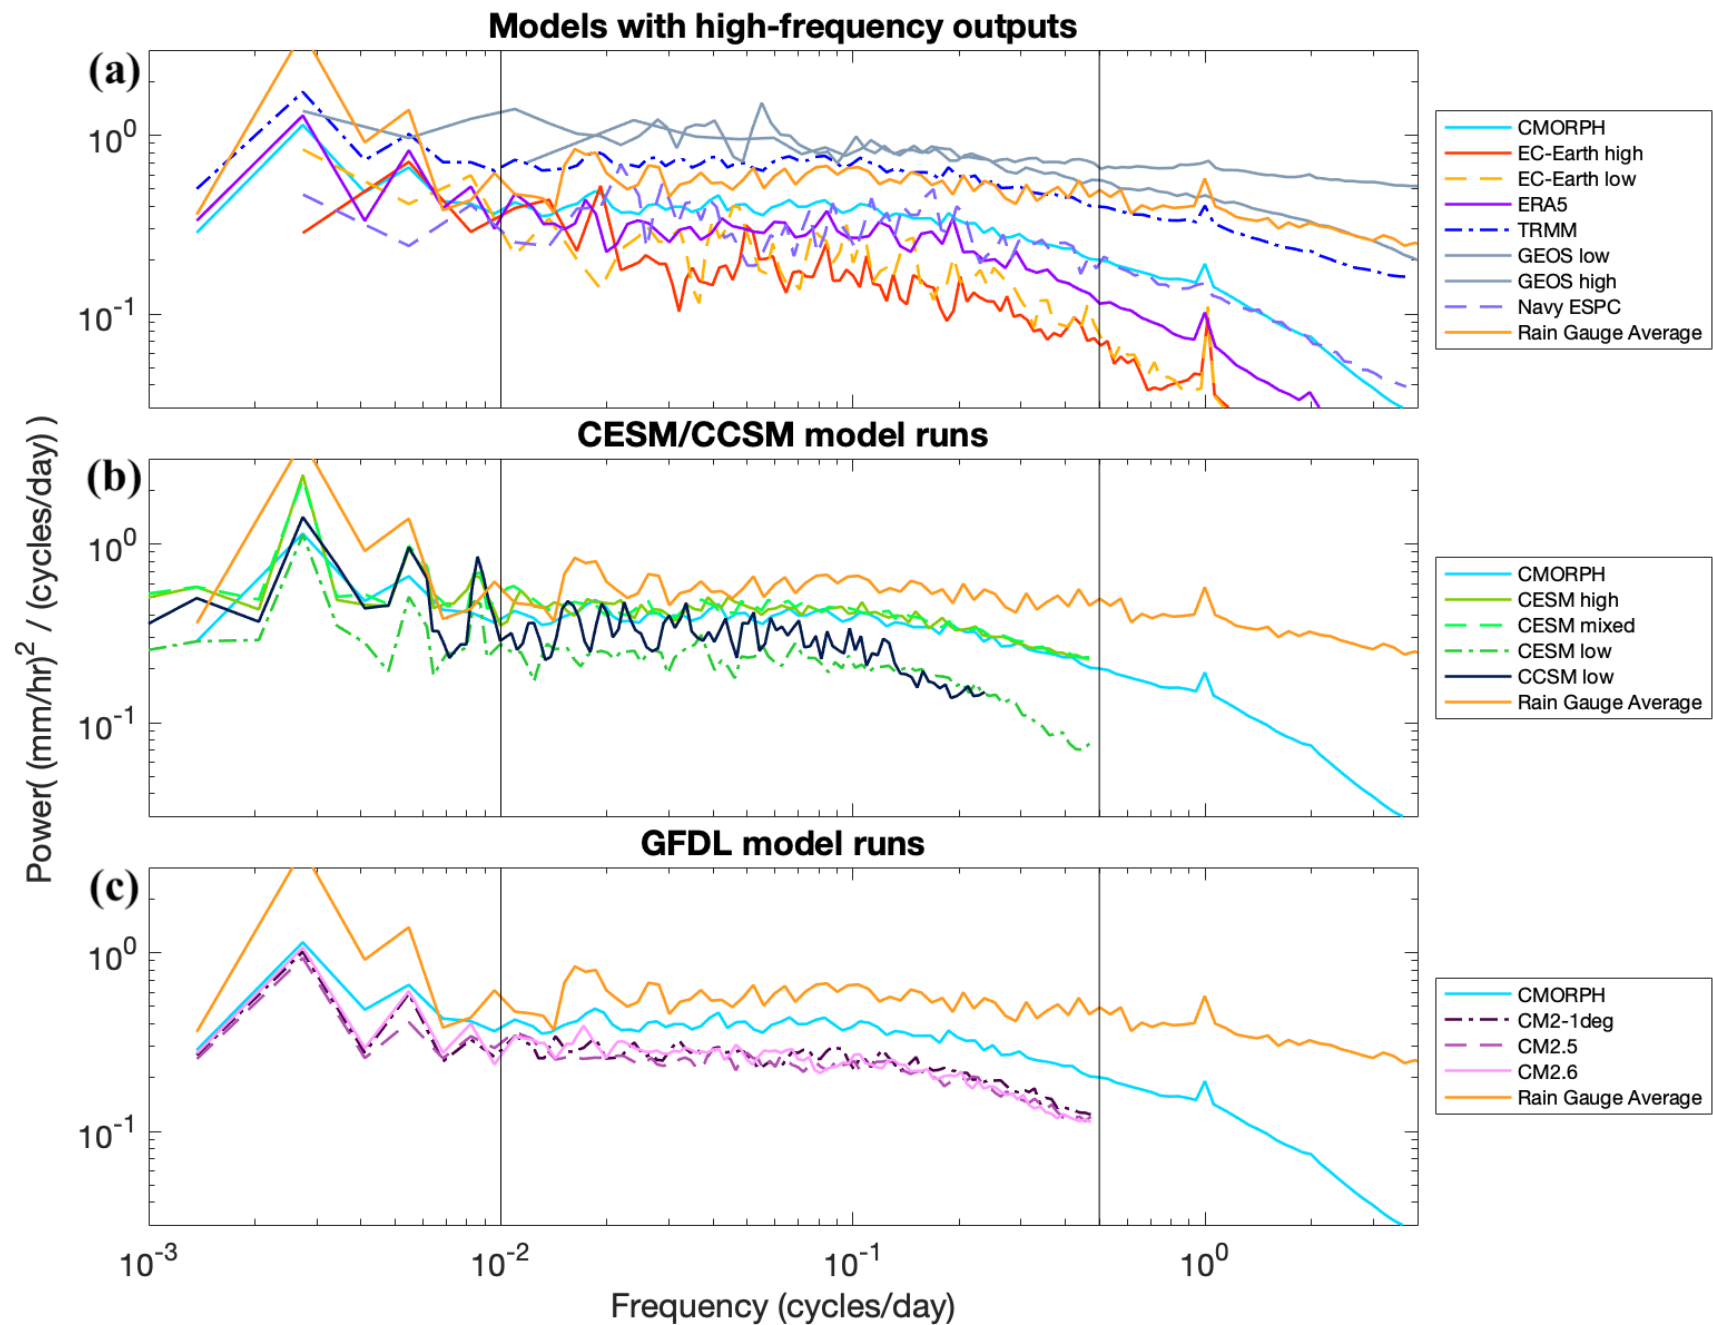 Models with high-frequency outputs
(a)
10^0
10^-1
CMORPH
EC-Earth high
EC-Earth low
ERA5
TRMM
GEOS low
GEOS high
Navy ESPC
Rain Gauge Average
CESM/CCSM model runs
(b)
10^0
10^-1
CMORPH
CESM high
CESM mixed
CESM low
CCSM low
Rain Gauge Average
Power( (mm/hr)^2 / (cycles/day) )
GFDL model runs
(c)
10^0
10^-1
CMORPH
CM2-1deg
CM2.5
CM2.6
Rain Gauge Average
10^-3 10^-2 10^-1 10^0
Frequency (cycles/day)